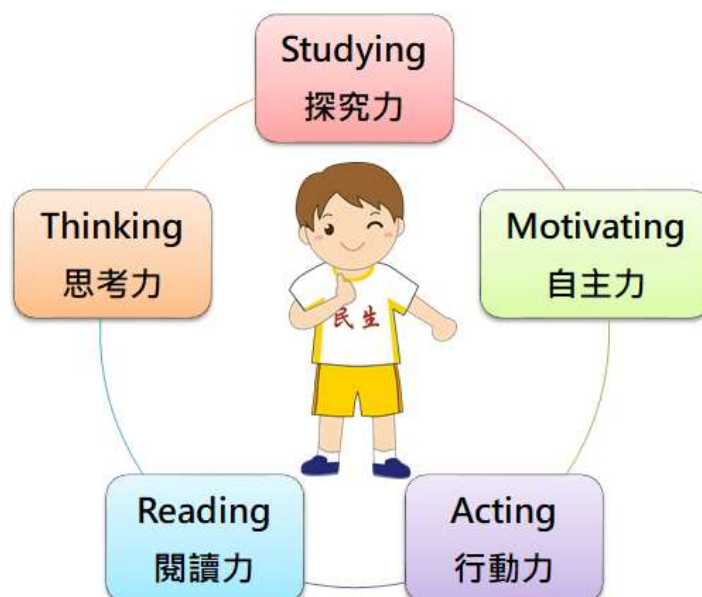 Studying
探究力
Motivating
自主力
Acting
行動力
Reading
閱讀力
Thinking
思考力
民生